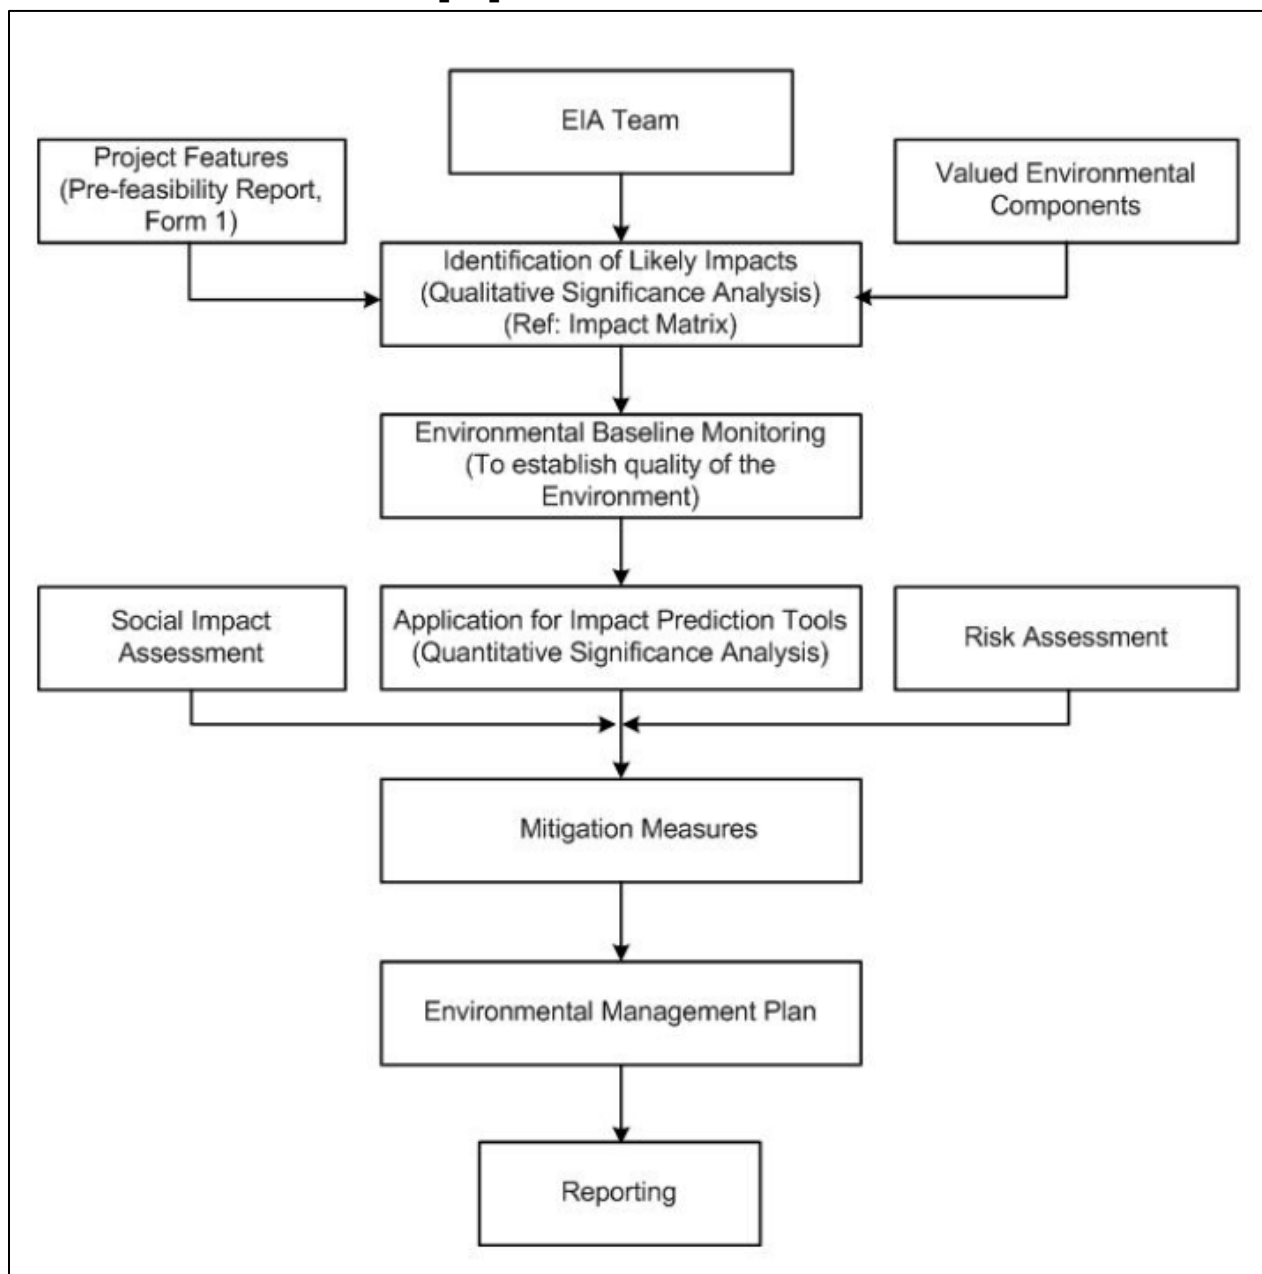 EIA Team
Project Features
(Pre-feasibility Report,
Form 1)
Valued Environmental
Components
Identification of Likely Impacts
(Qualitative Significance Analysis)
(Ref: Impact Matrix)
Environmental Baseline Monitoring
(To establish quality of the
Environment)
Social Impact
Assessment
Application for Impact Prediction Tools
(Quantitative Significance Analysis)
Risk Assessment
Mitigation Measures
Environmental Management Plan
Reporting